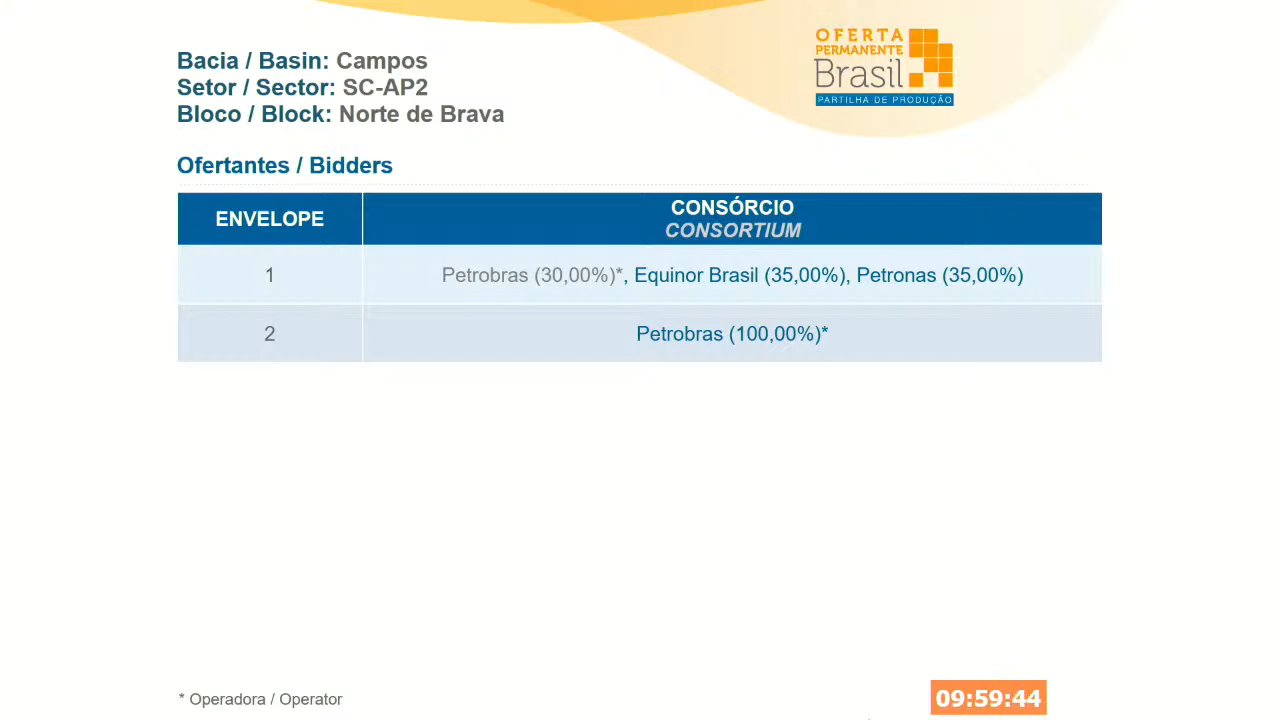 Bacia / Basin: Campos
Setor / Sector: SC-AP2
Bloco / Block: Norte de Brava
OFERTA
PERMANENTE
Brasil
PARTILHA DE PRODUÇÃO
Ofertantes / Bidders
ENVELOPE
CONSÓRCIO
CONSORTIUM
1
Petrobras (30,00%)*, Equinor Brasil (35,00%), Petronas (35,00%)
2
Petrobras (100,00%)*
* Operadora / Operator
09:59:44